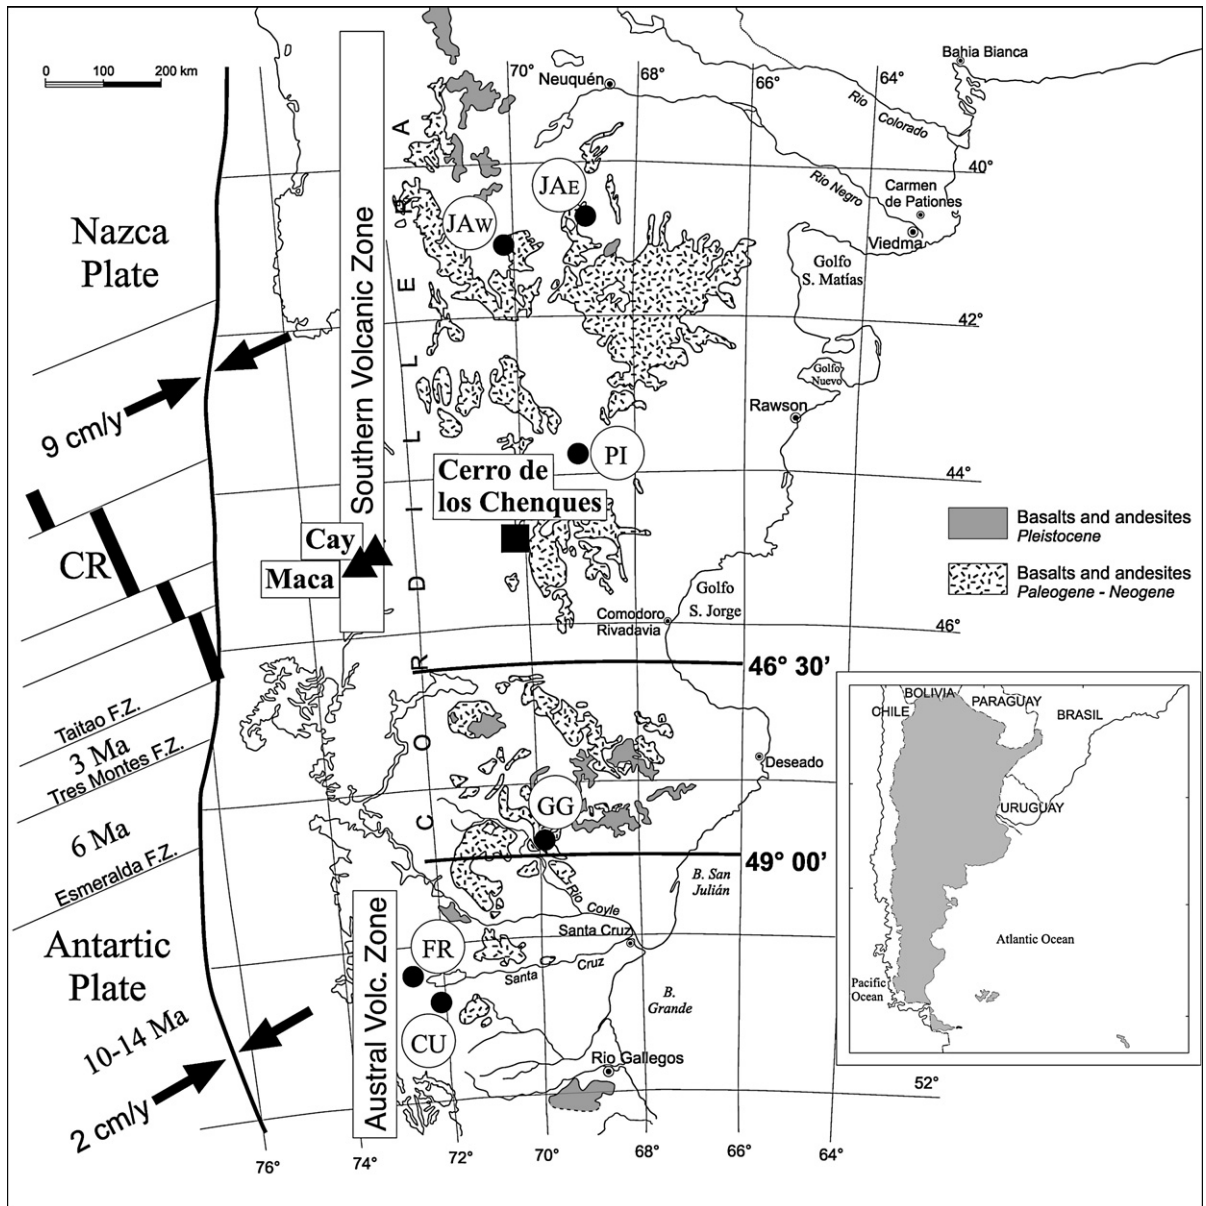 0 100 200 km
70°
68°
66°
64°
Bahia Bianca
Neuquén
Rio
Colorado
40°
Rio Negro
Carmen
de Pationes
Viedma
Nazca
Plate
Southern Volcanic Zone
C O R D I L L E R A
JAE
JAW
Golfo
S. Matías
42°
Golfo
Nuevo
Rawson
9 cm/y
PI
44°
Cerro de
los Chenques
Basalts and andesites
Pleistocene
Basalts and andesites
Paleogene - Neogene
CR
Cay
Maca
Golfo
S. Jorge
Comodoro
Rivadavia
46°
46° 30’
Taitao F.Z.
3 Ma
Tres Montes F.Z.
6 Ma
Esmeralda F.Z.
Deseado
GG
49° 00’
B. San
Julián
Rio
Coyle
Santa Cruz
Santa Cruz
Antartic
Plate
10-14 Ma
2 cm/y
Austral Volc. Zone
FR
CU
B.
Grande
Rio Gallegos
52°
76°
74°
72°
70°
68°
66°
64°
BOLIVIA
CHILE
PARAGUAY
BRASIL
URUGUAY
Atlantic Ocean
Pacific
Ocean